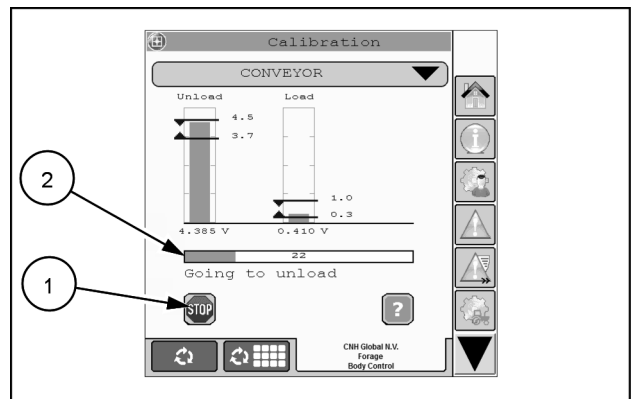 Calibration
CONVEYOR
Unload Load
4.5
3.7
1.0
0.3
4.385 V 0.410 V
22
Going to unload
STOP ?
CNH Global N.V.
Forage
Body Control
2
1